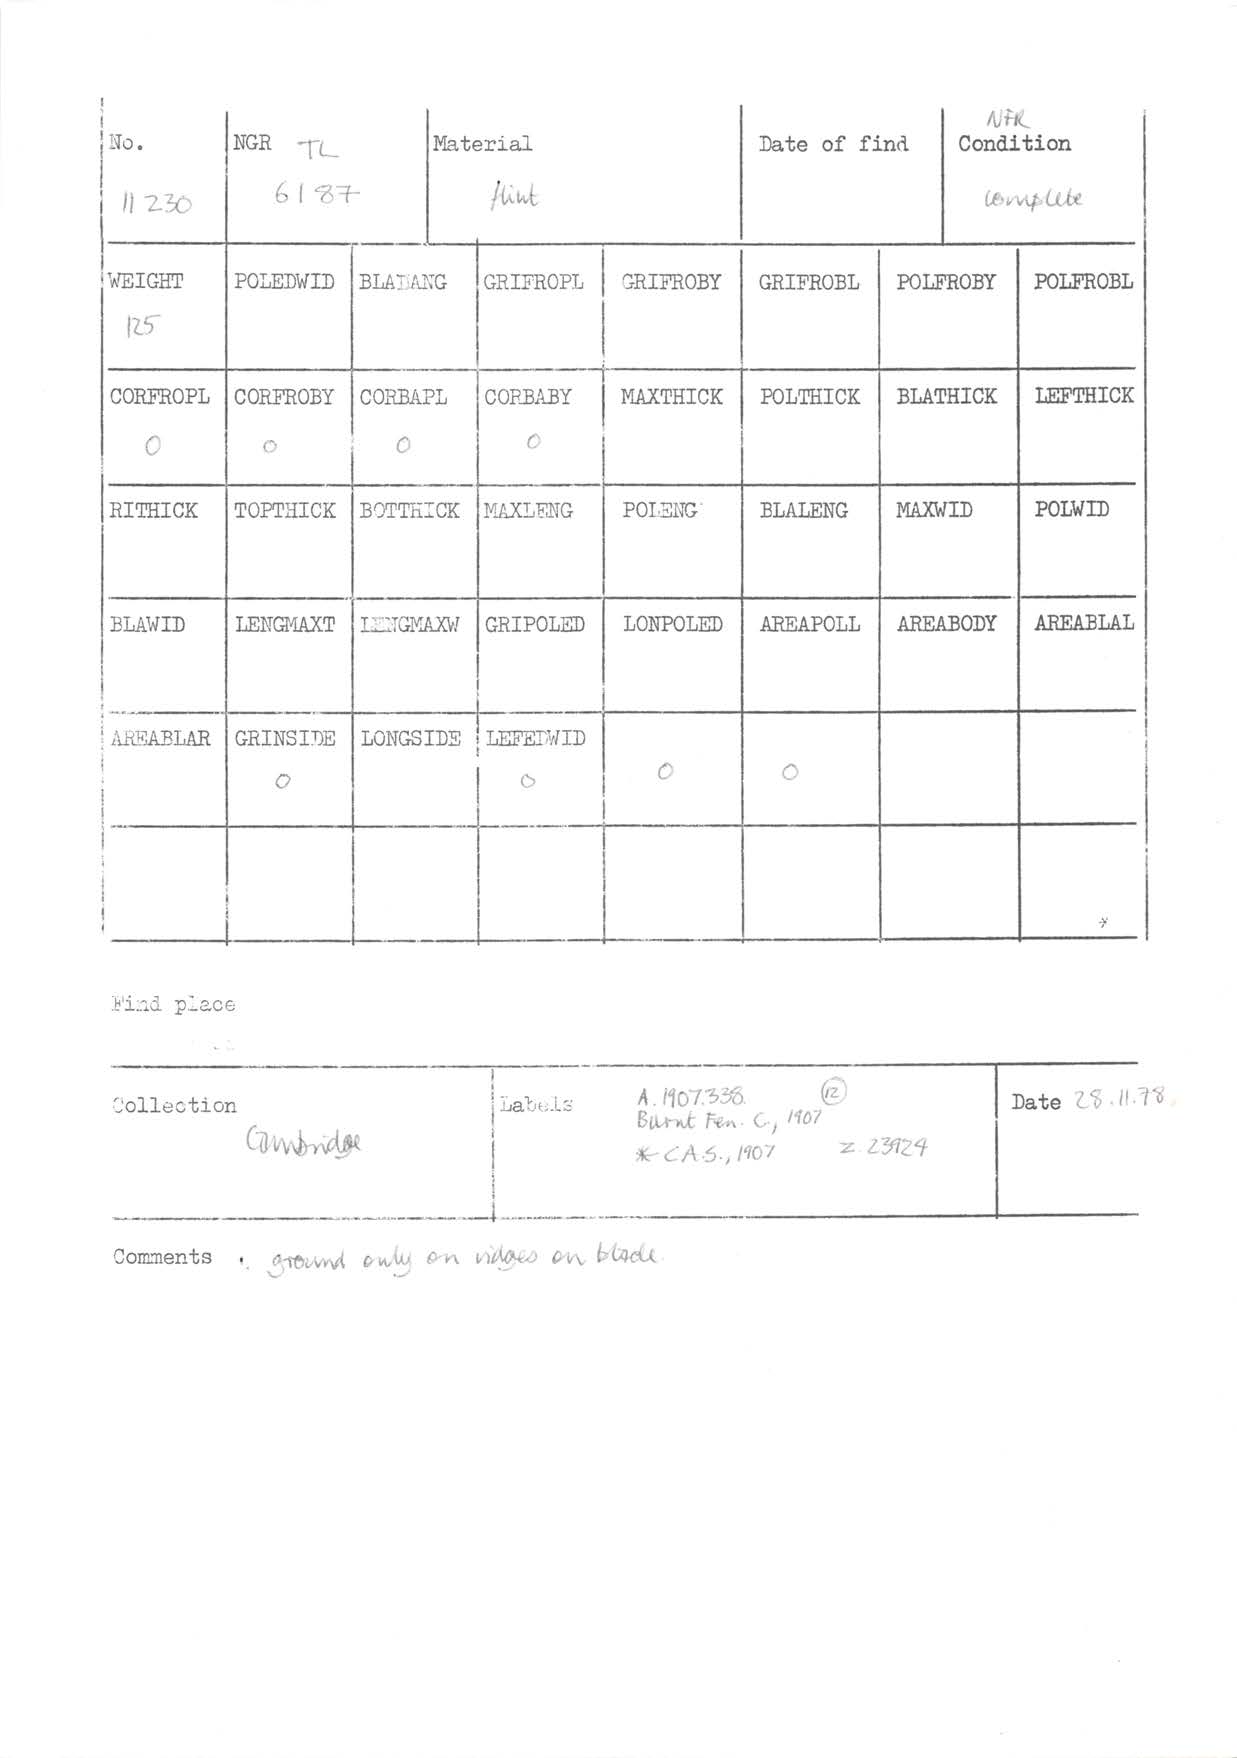 NFR
No. NGR TL Material Date of find Condition
11230 6187 flint complete
WEIGHT POLEDWID BLADANG GRIFROPL GRIFROBY GRIFROBL POLFROBY POLFROBL
125
CORFROPL CORFROBY CORBAPL CORBABY MAXTHICK POLTHICK BLATHICK LEFTHICK
0 0 0 0
RITHICK TOPTHICK BOTTHICK MAXLENG POLENG BLALENG MAXWID POLWID
BLAWID LENGMAXT LENGMAXW GRIPOLED LONPOLED AREAPOLL AREABODY AREABLAL
AREABLAR GRINSIDE LONGSIDE LEFEDWID
0 0 0 0
*
Find place
Collection Labels A.1907.338. 12 Date 28.11.78.
Cambridge Burnt Fen. C., 1907
* C.A.S., 1907 Z. 23924
Comments : ground only on ridges on blade.